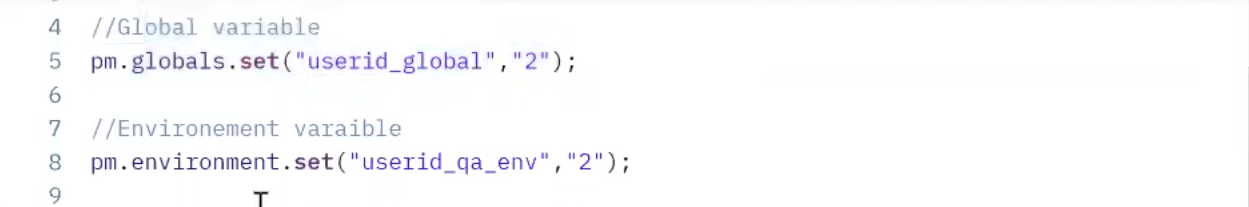 4 //Global variable
5 pm.globals.set("userid_global","2");
6
7 //Environement varaible
8 pm.environment.set("userid_qa_env","2");
9